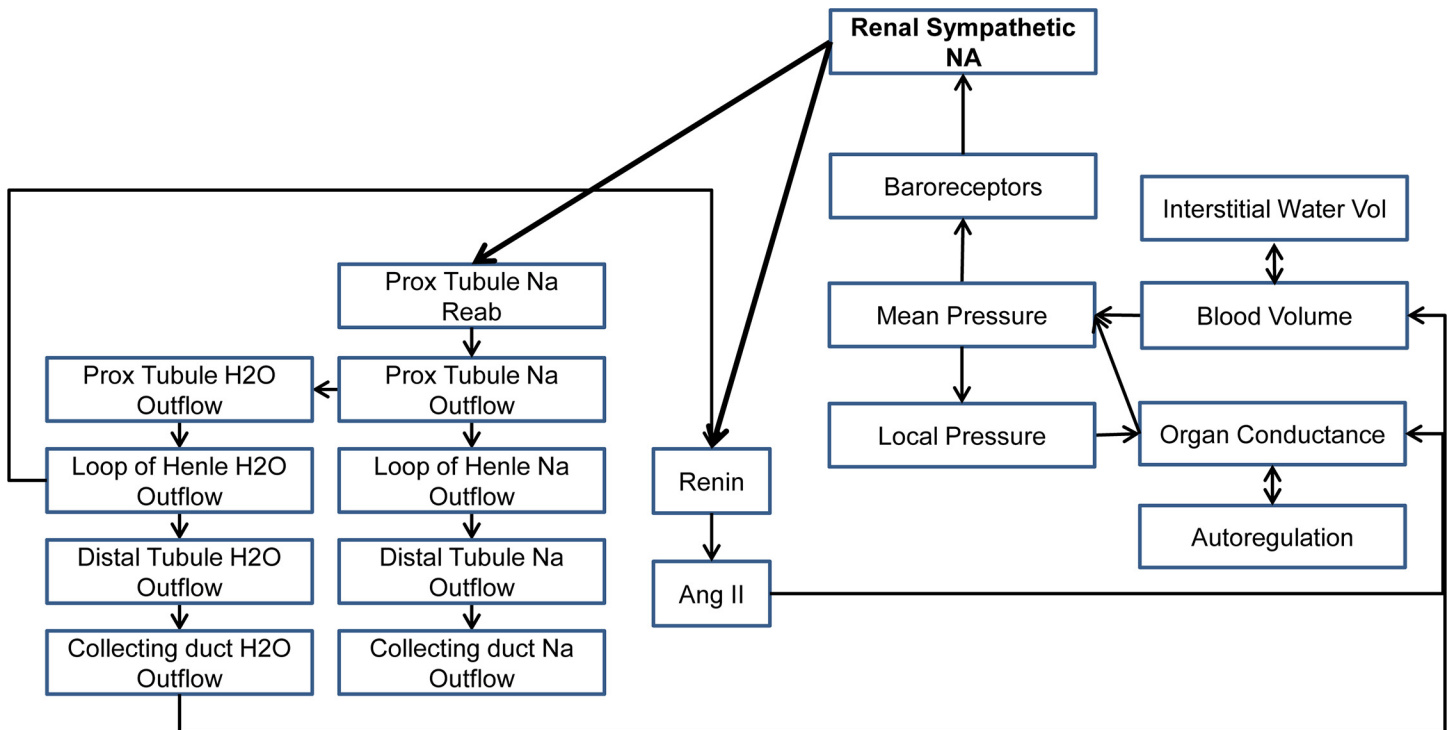 Renal Sympathetic
NA
Baroreceptors
Interstitial Water Vol
Prox Tubule Na
Reab
Mean Pressure
Blood Volume
Prox Tubule H2O
Outflow
Prox Tubule Na
Outflow
Local Pressure
Organ Conductance
Loop of Henle H2O
Outflow
Loop of Henle Na
Outflow
Renin
Autoregulation
Distal Tubule H2O
Outflow
Distal Tubule Na
Outflow
Ang II
Collecting duct H2O
Outflow
Collecting duct Na
Outflow